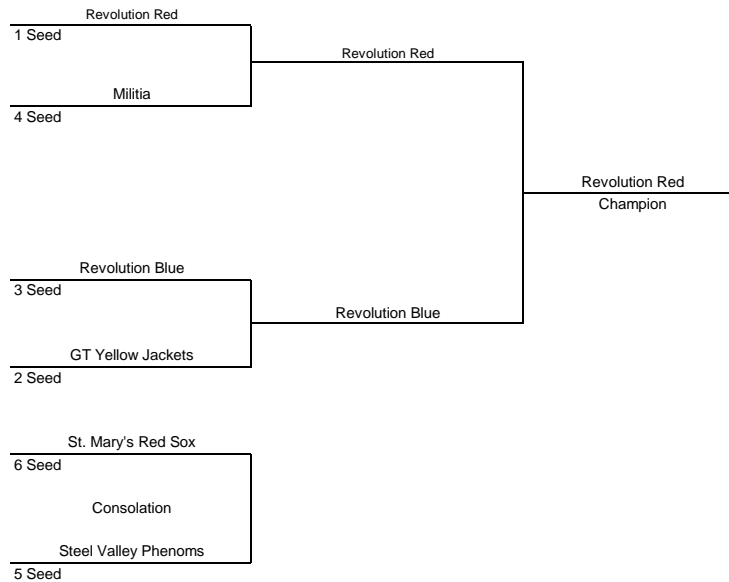 Revolution Red
1 Seed
Revolution Red
Militia
4 Seed
Revolution Red
Champion
Revolution Blue
3 Seed
Revolution Blue
GT Yellow Jackets
2 Seed
St. Mary's Red Sox
6 Seed
Consolation
Steel Valley Phenoms
5 Seed